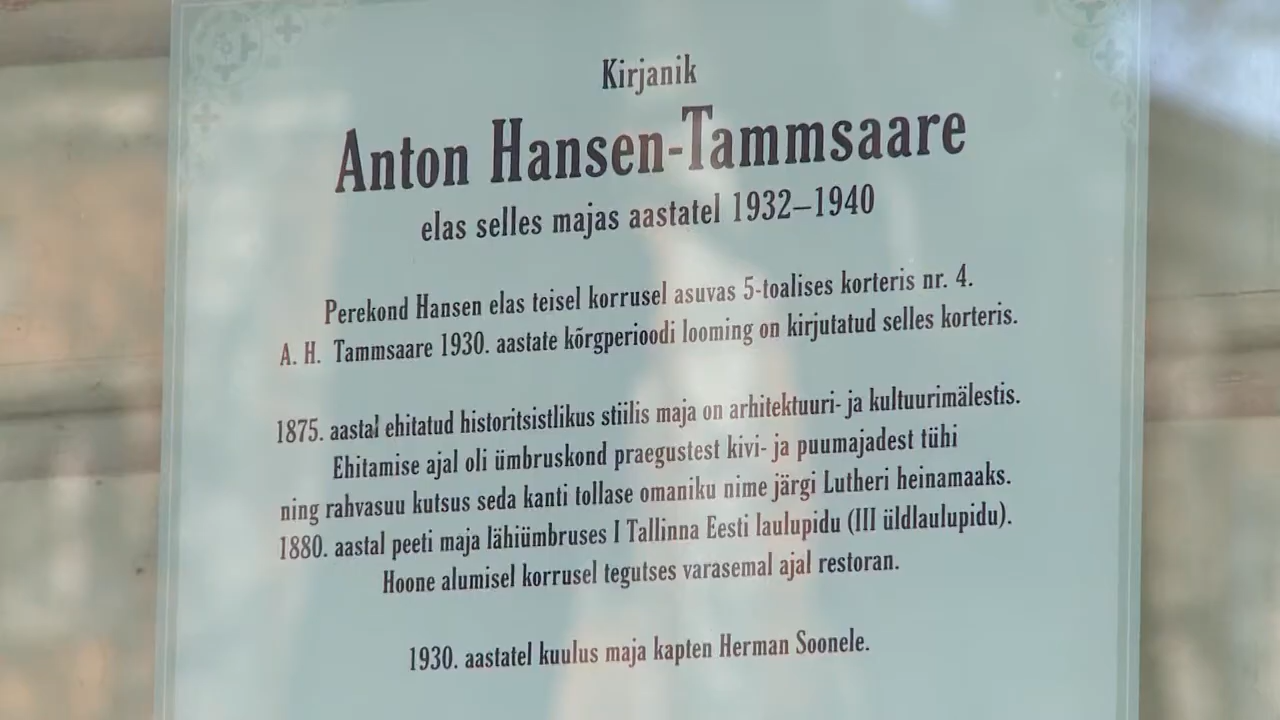 Kirjanik
Anton Hansen-Tammsaare
elas selles majas aastatel 1932–1940
Perekond Hansen elas teisel korrusel asuvas 5-toalises korteris nr. 4.
A. H. Tammsaare 1930. aastate kõrgperioodi looming on kirjutatud selles korteris.
1875. aastal ehitatud historitsistlikus stiilis maja on arhitektuuri- ja kultuurimälestis.
Ehitamise ajal oli ümbruskond praegustest kivi- ja puumajadest tühi
ning rahvasuu kutsus seda kanti tollase omaniku nime järgi Lutheri heinamaaks.
1880. aastal peeti maja lähiümbruses I Tallinna Eesti laulupidu (III üldlaulupidu).
Hoone alumisel korrusel tegutses varasemal ajal restoran.
1930. aastatel kuulus maja kapten Herman Soonele.